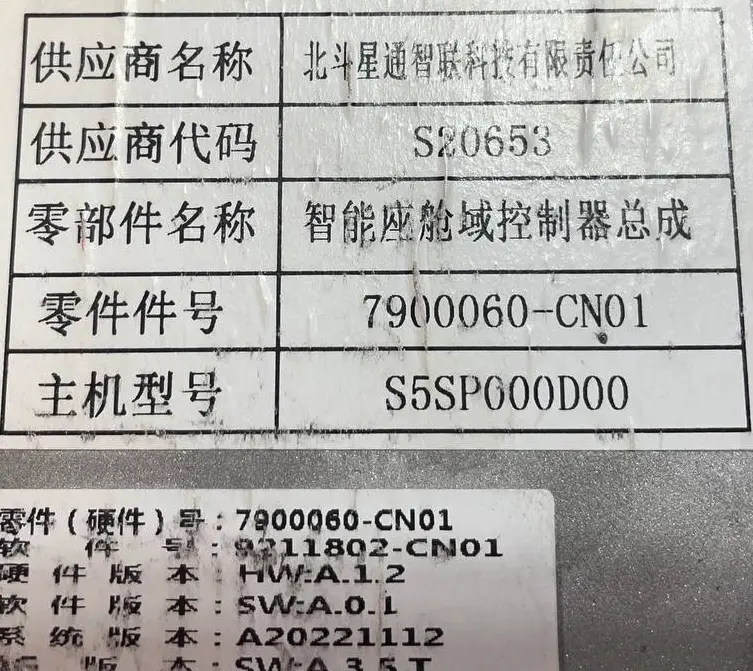 供应商名称 北斗星通智联科技有限责任公司
供应商代码 S20653
零部件名称 智能座舱域控制器总成
零件件号 7900060-CN01
主机型号 S5SP000D00
零件(硬件)号:7900060-CN01
软件号:9211802-CN01
硬件版本:HW:A.1.2
软件版本:SW:A.0.1
系统版本:A20221112
版本:SW:A.3.5.T